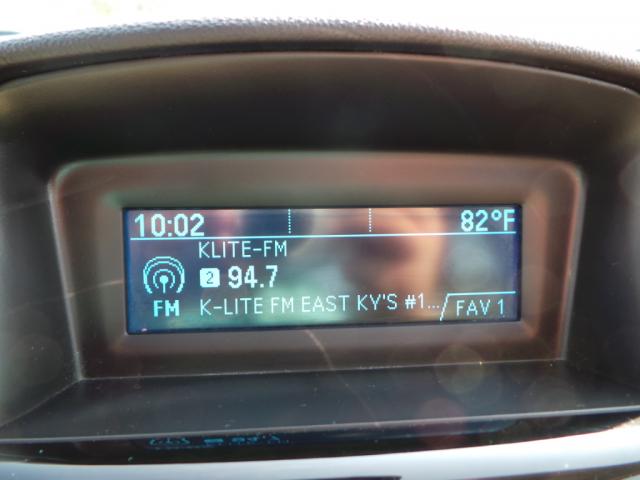 10:02 82°F
KLITE-FM
2 94.7
FM K-LITE FM EAST KY'S #1... FAV 1